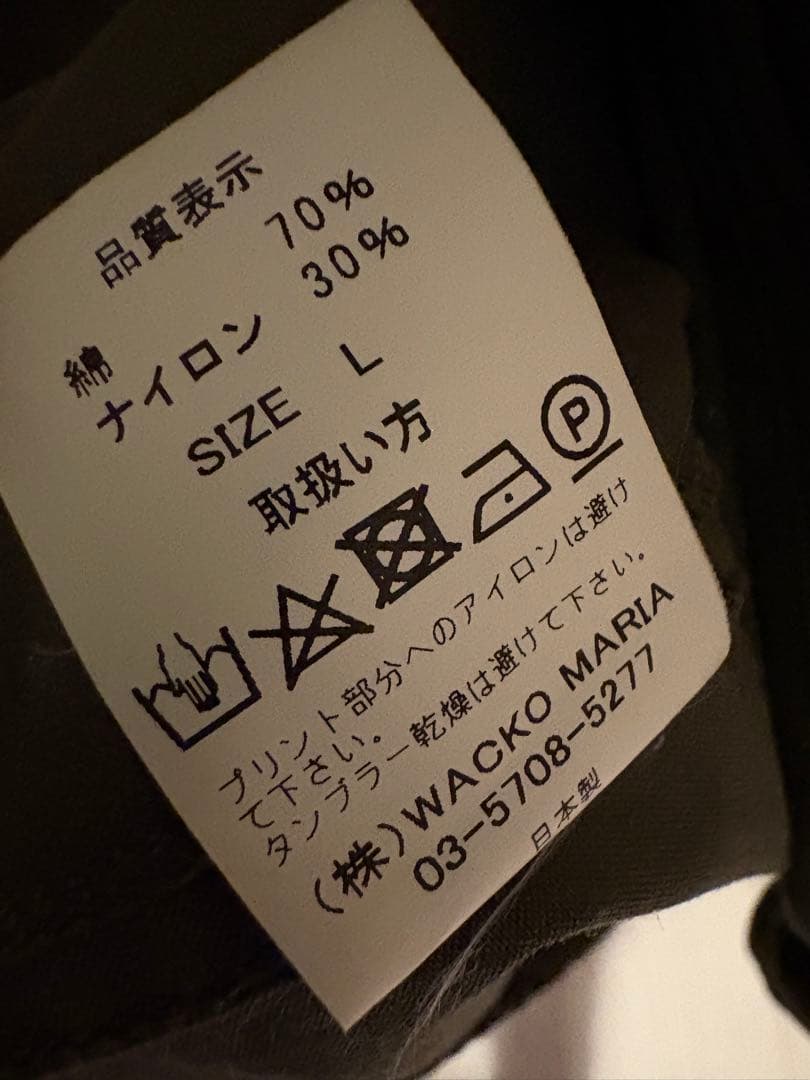 品質表示
綿 70%
ナイロン 30%
SIZE L
取扱い方
P
プリント部分へのアイロンは避け
て下さい。
タンブラー乾燥は避けて下さい。
(株)WACKO MARIA
03-5708-5277
日本製